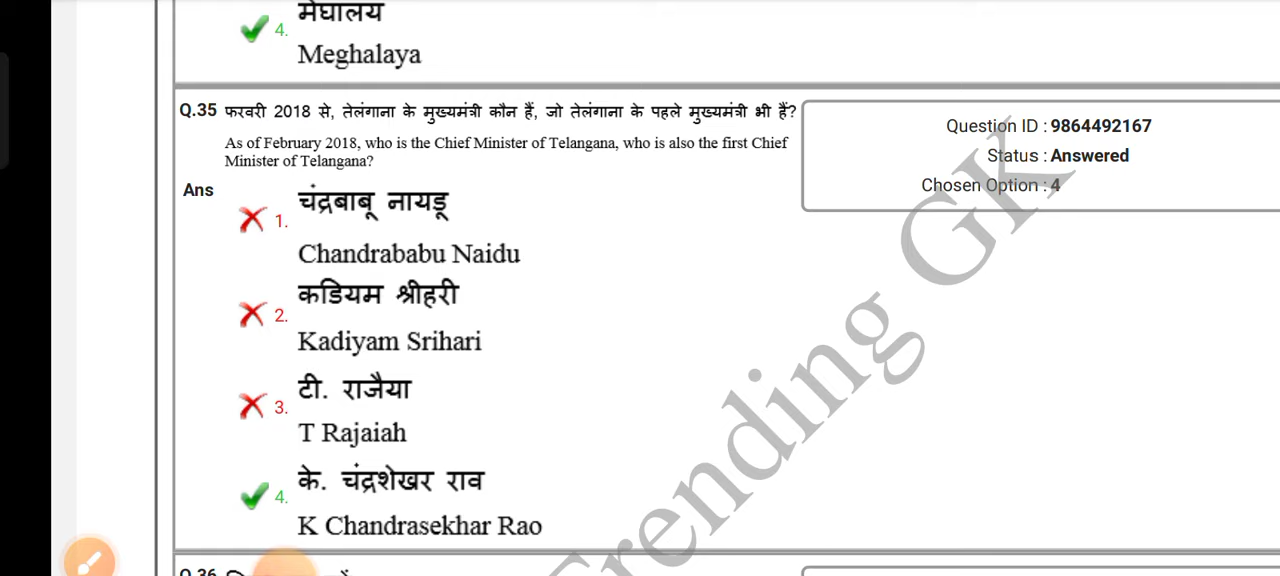 मेघालय
4.
Meghalaya
Q.35 फरवरी 2018 से, तेलंगाना के मुख्यमंत्री कौन हैं, जो तेलंगाना के पहले मुख्यमंत्री भी हैं?
As of February 2018, who is the Chief Minister of Telangana, who is also the first Chief
Minister of Telangana?
Question ID : 9864492167
Status : Answered
Chosen Option : 4
Ans
चंद्रबाबू नायडू
1.
Chandrababu Naidu
कडियम श्रीहरी
2.
Kadiyam Srihari
टी. राजैया
3.
T Rajaiah
के. चंद्रशेखर राव
4.
K Chandrasekhar Rao
Trending GK
Q.36